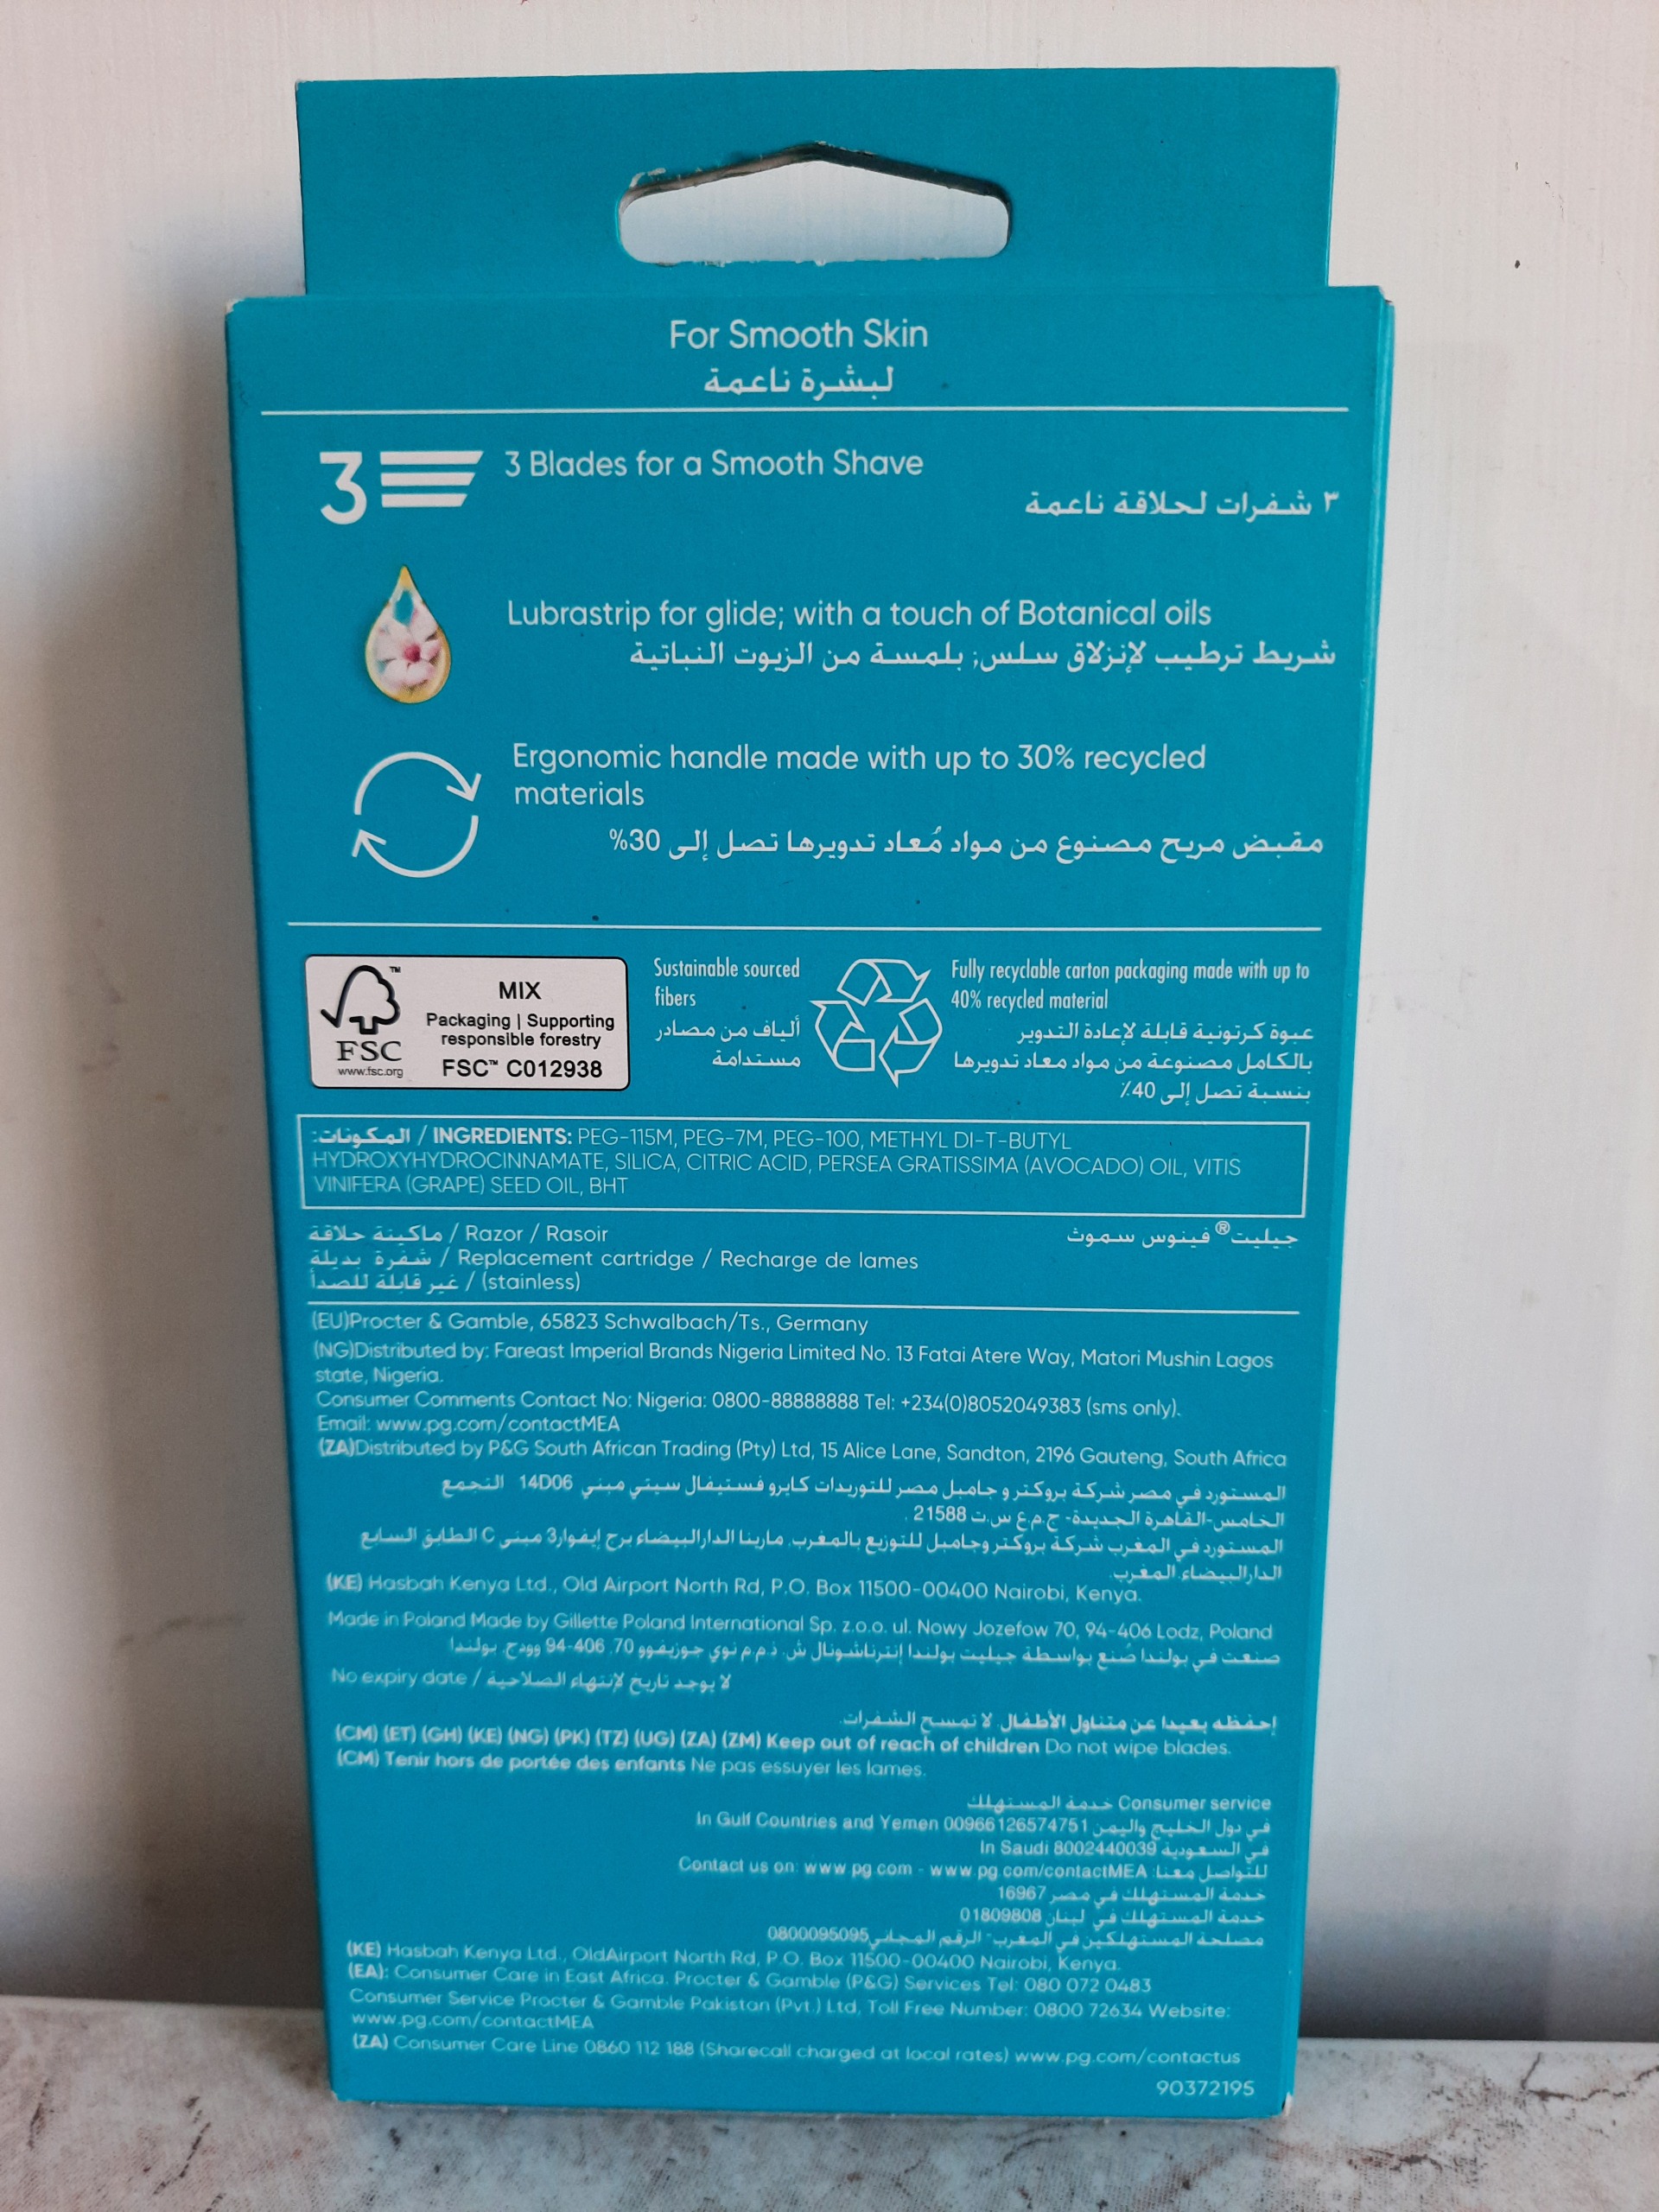 For Smooth Skin
لبشرة ناعمة
3
3 Blades for a Smooth Shave
٣ شفرات لحلاقة ناعمة
Lubrastrip for glide; with a touch of Botanical oils
شريط ترطيب لإنزلاق سلس; بلمسة من الزيوت النباتية
Ergonomic handle made with up to 30% recycled
materials
مقبض مريح مصنوع من مواد مُعاد تدويرها تصل إلى 30%
FSC
www.fsc.org
MIX
Packaging | Supporting
responsible forestry
FSC™ C012938
Sustainable sourced
fibers
ألياف من مصادر
مستدامة
Fully recyclable carton packaging made with up to
40% recycled material
عبوة كرتونية قابلة لإعادة التدوير
بالكامل مصنوعة من مواد معاد تدويرها
بنسبة تصل إلى 40٪
المكونات: / INGREDIENTS: PEG-115M, PEG-7M, PEG-100, METHYL DI-T-BUTYL
HYDROXYHYDROCINNAMATE, SILICA, CITRIC ACID, PERSEA GRATISSIMA (AVOCADO) OIL, VITIS
VINIFERA (GRAPE) SEED OIL, BHT
ماكينة حلاقة / Razor / Rasoir
جيليت® ڤينوس سموث
شفرة بديلة / Replacement cartridge / Recharge de lames
غير قابلة للصدأ / (stainless)
(EU)Procter & Gamble, 65823 Schwalbach/Ts., Germany
(NG)Distributed by: Fareast Imperial Brands Nigeria Limited No. 13 Fatai Atere Way, Matori Mushin Lagos
state, Nigeria.
Consumer Comments Contact No: Nigeria: 0800-88888888 Tel: +234(0)8052049383 (sms only).
Email: www.pg.com/contactMEA
(ZA)Distributed by P&G South African Trading (Pty) Ltd, 15 Alice Lane, Sandton, 2196 Gauteng, South Africa
المستورد في مصر شركة بروكتر و جامبل مصر للتوريدات كايرو فستيفال سيتي مبني 14D06 التجمع
الخامس-القاهرة الجديدة- ج.م.ع س.ت 21588 .
المستورد في المغرب شركة بروكتر وجامبل للتوزيع بالمغرب. مارينا الدارالبيضاء برج إيفوار3 مبنى C الطابق السابع
الدارالبيضاء. المغرب.
(KE) Hasbah Kenya Ltd., Old Airport North Rd, P.O. Box 11500-00400 Nairobi, Kenya.
Made in Poland Made by Gillette Poland International Sp. z.o.o. ul. Nowy Jozefow 70, 94-406 Lodz, Poland
صنعت في بولندا صُنع بواسطة جيليت بولندا إنترناشونال ش. ذ.م.م نوي جوزيفوو 70, 406-94 وودج, بولندا
No expiry date / لا يوجد تاريخ لإنتهاء الصلاحية
إحفظه بعيدا عن متناول الأطفال. لا تمسح الشفرات.
(CM) (ET) (GH) (KE) (NG) (PK) (TZ) (UG) (ZA) (ZM) Keep out of reach of children Do not wipe blades.
(CM) Tenir hors de portée des enfants Ne pas essuyer les lames.
Consumer service خدمة المستهلك
In Gulf Countries and Yemen 00966126574751 في دول الخليج واليمن
In Saudi 8002440039 في السعودية
Contact us on: www.pg.com - www.pg.com/contactMEA :للتواصل معنا
خدمة المستهلك في مصر 16967
خدمة المستهلك في لبنان 01809808
مصلحة المستهلكين في المغرب- الرقم المجاني 0800095095
(KE) Hasbah Kenya Ltd., OldAirport North Rd, P.O. Box 11500-00400 Nairobi, Kenya.
(EA): Consumer Care in East Africa. Procter & Gamble (P&G) Services Tel: 080 072 0483
Consumer Service Procter & Gamble Pakistan (Pvt.) Ltd, Toll Free Number: 0800 72634 Website:
www.pg.com/contactMEA
(ZA) Consumer Care Line 0860 112 188 (Sharecall charged at local rates) www.pg.com/contactus
90372195